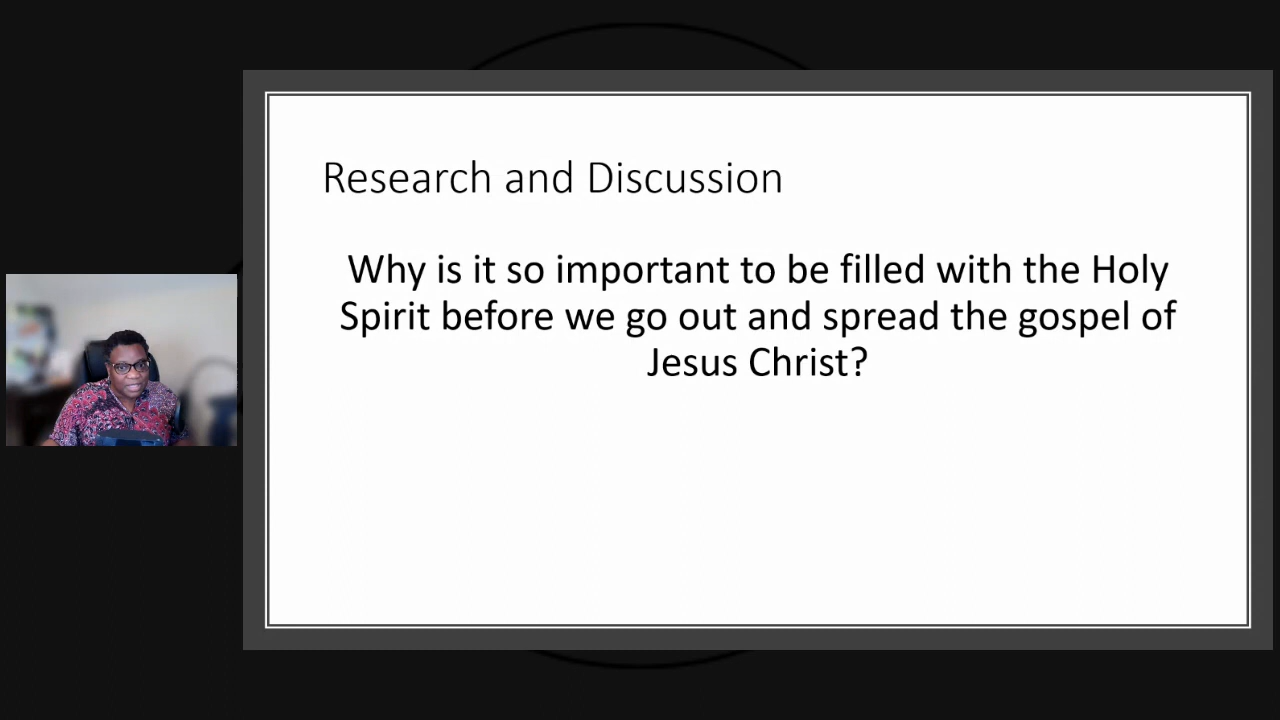 Research and Discussion
Why is it so important to be filled with the Holy
Spirit before we go out and spread the gospel of
Jesus Christ?